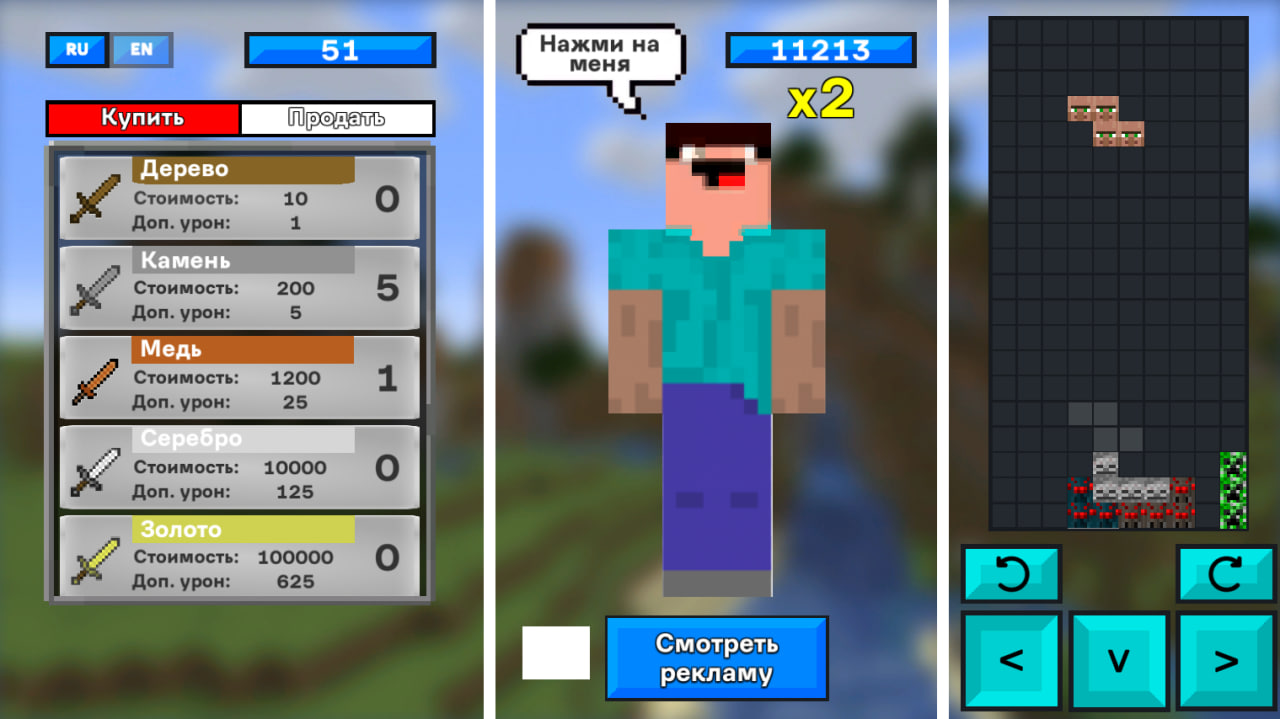 RU EN 51
Купить Продать
Дерево
Стоимость: 10
Доп. урон: 1
0
Камень
Стоимость: 200
Доп. урон: 5
5
Медь
Стоимость: 1200
Доп. урон: 25
1
Серебро
Стоимость: 10000
Доп. урон: 125
0
Золото
Стоимость: 100000
Доп. урон: 625
0
Нажми на
меня
11213
x2
Смотреть
рекламу
< v >